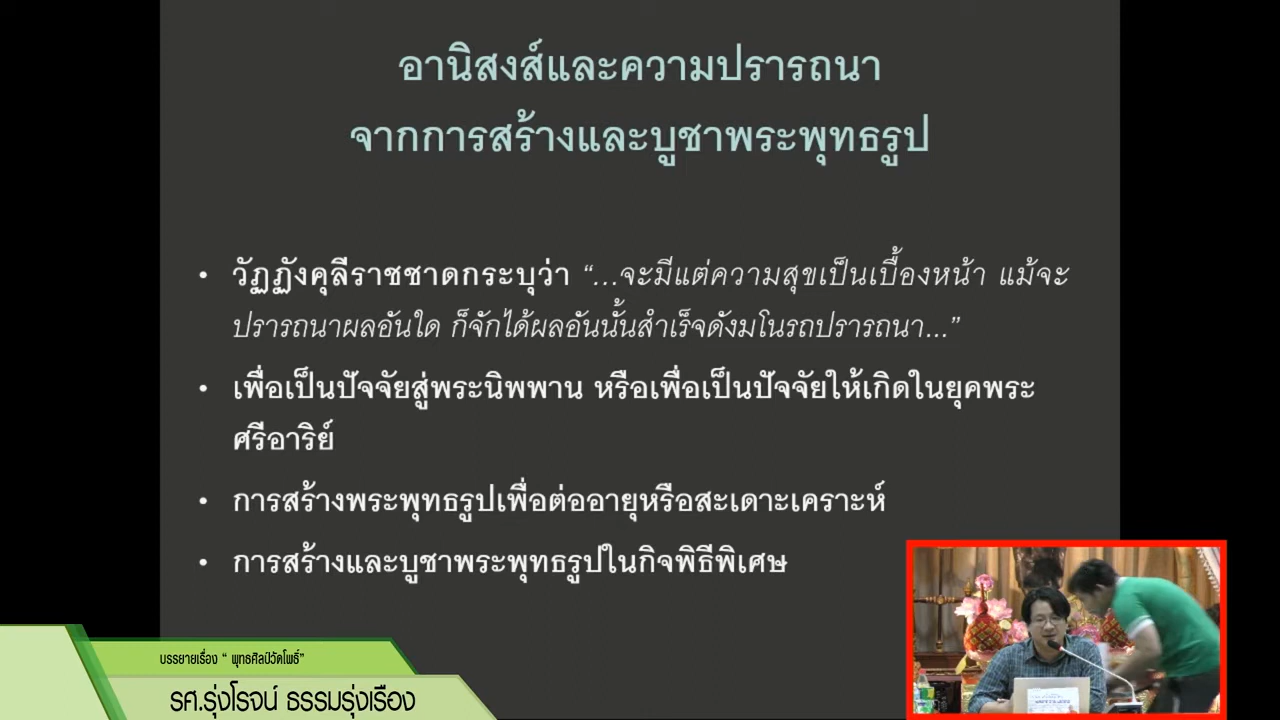 อานิสงส์และความปรารถนา
จากการสร้างและบูชาพระพุทธรูป
• วัฏฏังคุลีราชชาดกระบุว่า “...จะมีแต่ความสุขเป็นเบื้องหน้า แม้จะ
ปรารถนาผลอันใด ก็จักได้ผลอันนั้นสำเร็จดังมโนรถปรารถนา...”
• เพื่อเป็นปัจจัยสู่พระนิพพาน หรือเพื่อเป็นปัจจัยให้เกิดในยุคพระ
ศรีอาริย์
• การสร้างพระพุทธรูปเพื่อต่ออายุหรือสะเดาะเคราะห์
• การสร้างและบูชาพระพุทธรูปในกิจพิธีพิเศษ
บรรยายเรื่อง “ พุทธศิลป์วัดโพธิ์”
รศ.รุ่งโรจน์ ธรรมรุ่งเรือง